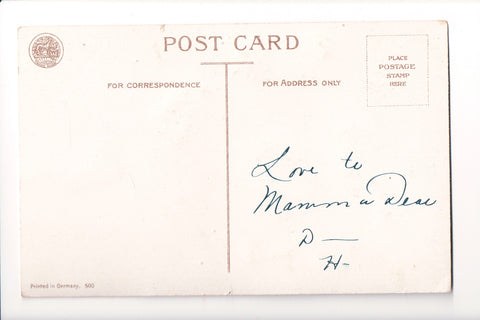 POST CARD
FOR CORRESPONDENCE
FOR ADDRESS ONLY
PLACE
POSTAGE
STAMP
HERE
Love to
Mamma Dear
D —
H-
Printed in Germany. 500